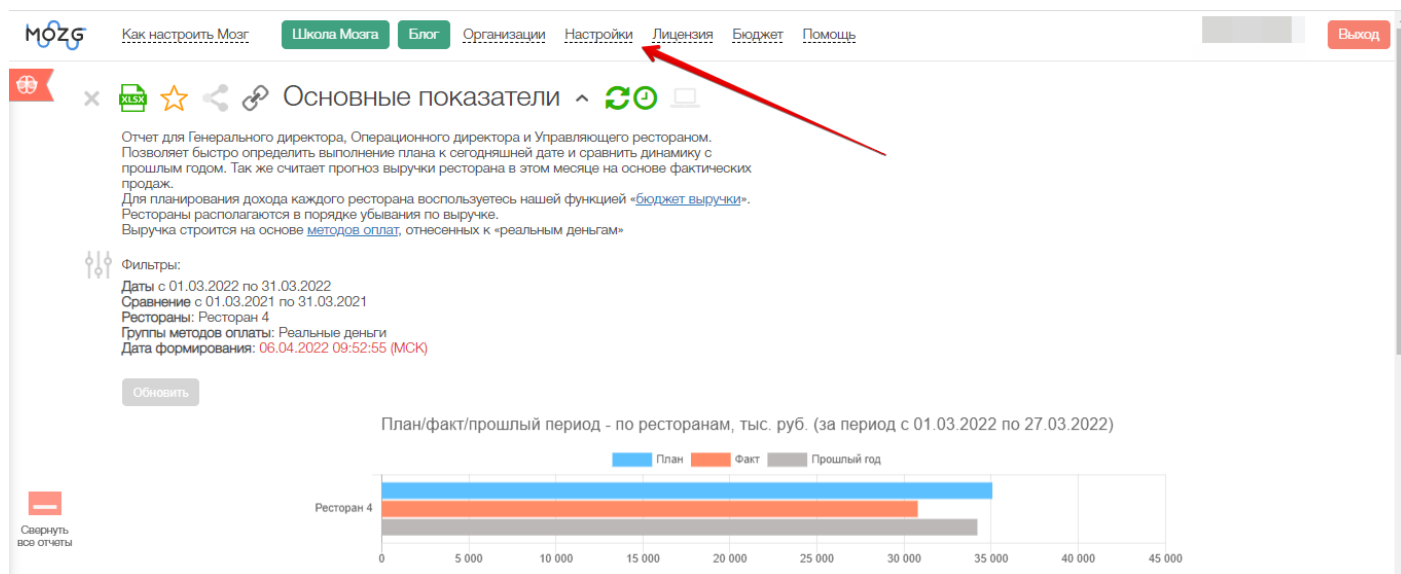 MOZG Как настроить Мозг Школа Мозга Блог Организации Настройки Лицензия Бюджет Помощь Выход
XLSX Основные показатели
Отчет для Генерального директора, Операционного директора и Управляющего рестораном.
Позволяет быстро определить выполнение плана к сегодняшней дате и сравнить динамику с
прошлым годом. Так же считает прогноз выручки ресторана в этом месяце на основе фактических
продаж.
Для планирования дохода каждого ресторана воспользуетесь нашей функцией «бюджет выручки».
Рестораны располагаются в порядке убывания по выручке.
Выручка строится на основе методов оплат, отнесенных к «реальным деньгам»
Фильтры:
Даты с 01.03.2022 по 31.03.2022
Сравнение с 01.03.2021 по 31.03.2021
Рестораны: Ресторан 4
Группы методов оплаты: Реальные деньги
Дата формирования: 06.04.2022 09:52:55 (МСК)
Обновить
План/факт/прошлый период - по ресторанам, тыс. руб. (за период с 01.03.2022 по 27.03.2022)
План Факт Прошлый год
Ресторан 4
0 5 000 10 000 15 000 20 000 25 000 30 000 35 000 40 000 45 000
Свернуть
все отчеты